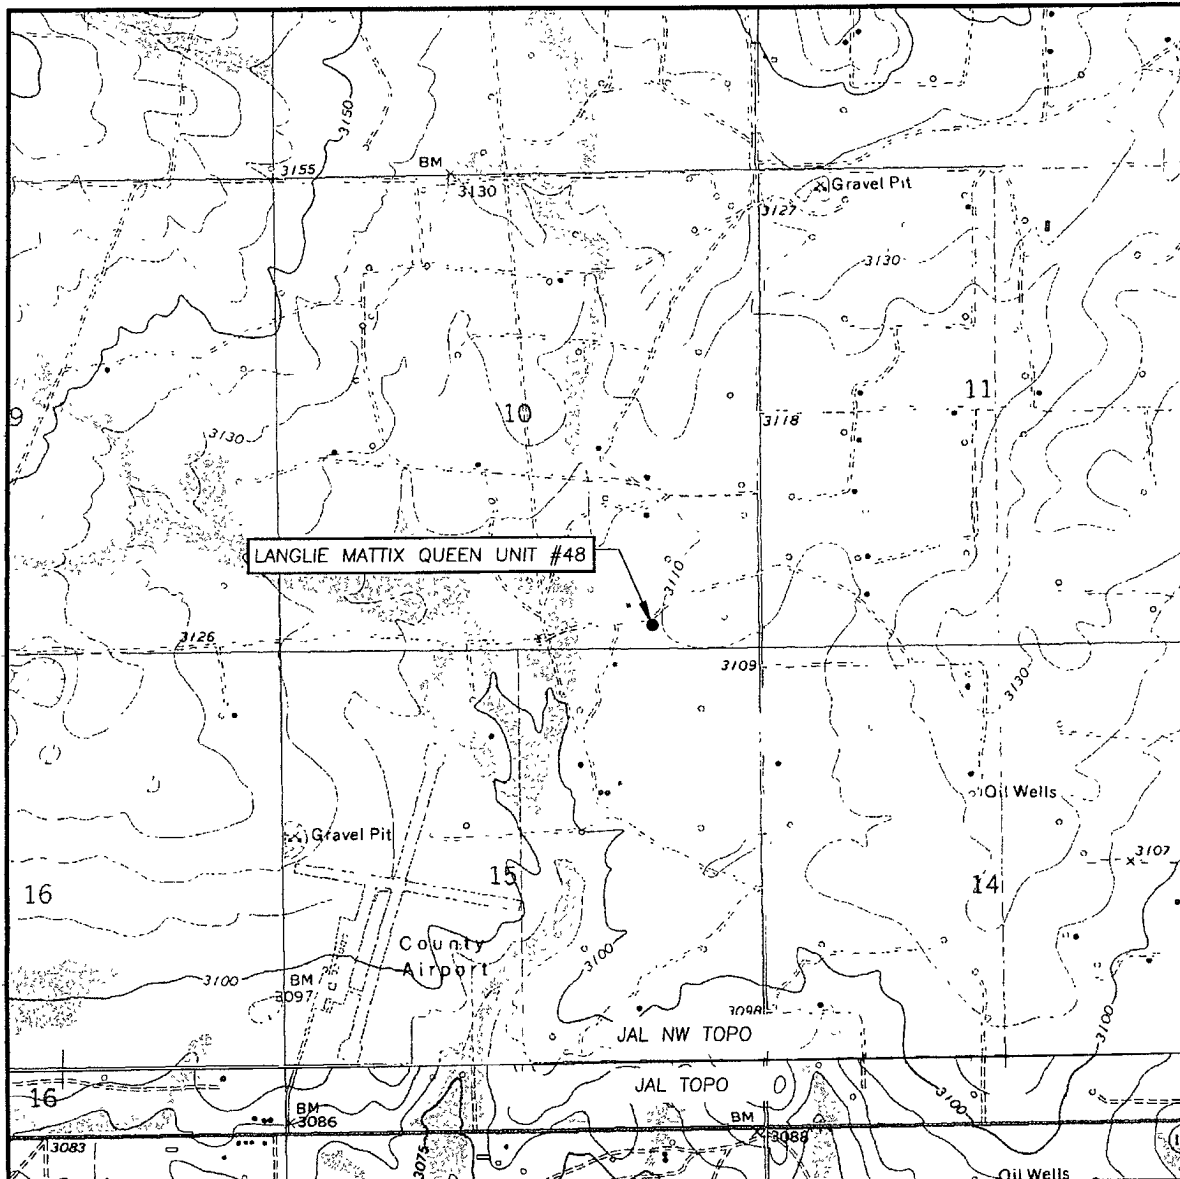 3150
3155
BM
3130
Gravel Pit
3127
3130
9
10
11
3130
3118
LANGLIE MATTIX QUEEN UNIT #48
3110
3126
3109
3130
Oil Wells
Gravel Pit
3107
16
15
14
County
Airport
3100
3100
BM
3097
3098
3100
JAL NW TOPO
JAL TOPO
16
BM
3086
3100
BM
3088
3083
3075
Oil Wells